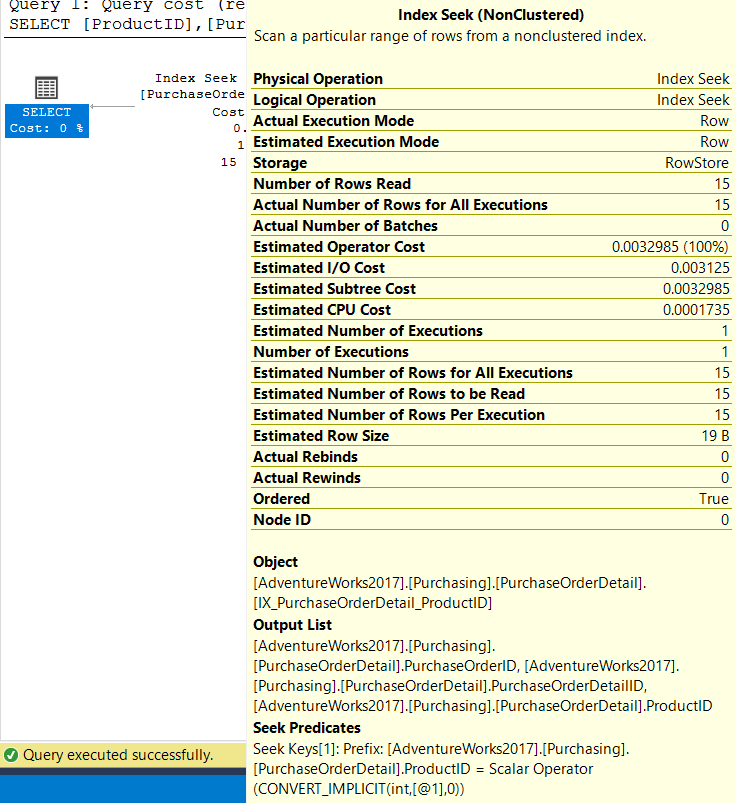 Query 1: Query cost (re
SELECT [ProductID],[Pur
SELECT
Cost: 0 %
Index Seek
[PurchaseOrde
Cost
0.
1
15
Index Seek (NonClustered)
Scan a particular range of rows from a nonclustered index.
Physical Operation Index Seek
Logical Operation Index Seek
Actual Execution Mode Row
Estimated Execution Mode Row
Storage RowStore
Number of Rows Read 15
Actual Number of Rows for All Executions 15
Actual Number of Batches 0
Estimated Operator Cost 0.0032985 (100%)
Estimated I/O Cost 0.003125
Estimated Subtree Cost 0.0032985
Estimated CPU Cost 0.0001735
Estimated Number of Executions 1
Number of Executions 1
Estimated Number of Rows for All Executions 15
Estimated Number of Rows to be Read 15
Estimated Number of Rows Per Execution 15
Estimated Row Size 19 B
Actual Rebinds 0
Actual Rewinds 0
Ordered True
Node ID 0
Object
[AdventureWorks2017].[Purchasing].[PurchaseOrderDetail].
[IX_PurchaseOrderDetail_ProductID]
Output List
[AdventureWorks2017].[Purchasing].
[PurchaseOrderDetail].PurchaseOrderID, [AdventureWorks2017].
[Purchasing].[PurchaseOrderDetail].PurchaseOrderDetailID,
[AdventureWorks2017].[Purchasing].[PurchaseOrderDetail].ProductID
Seek Predicates
Seek Keys[1]: Prefix: [AdventureWorks2017].[Purchasing].
[PurchaseOrderDetail].ProductID = Scalar Operator
(CONVERT_IMPLICIT(int,[@1],0))
Query executed successfully.